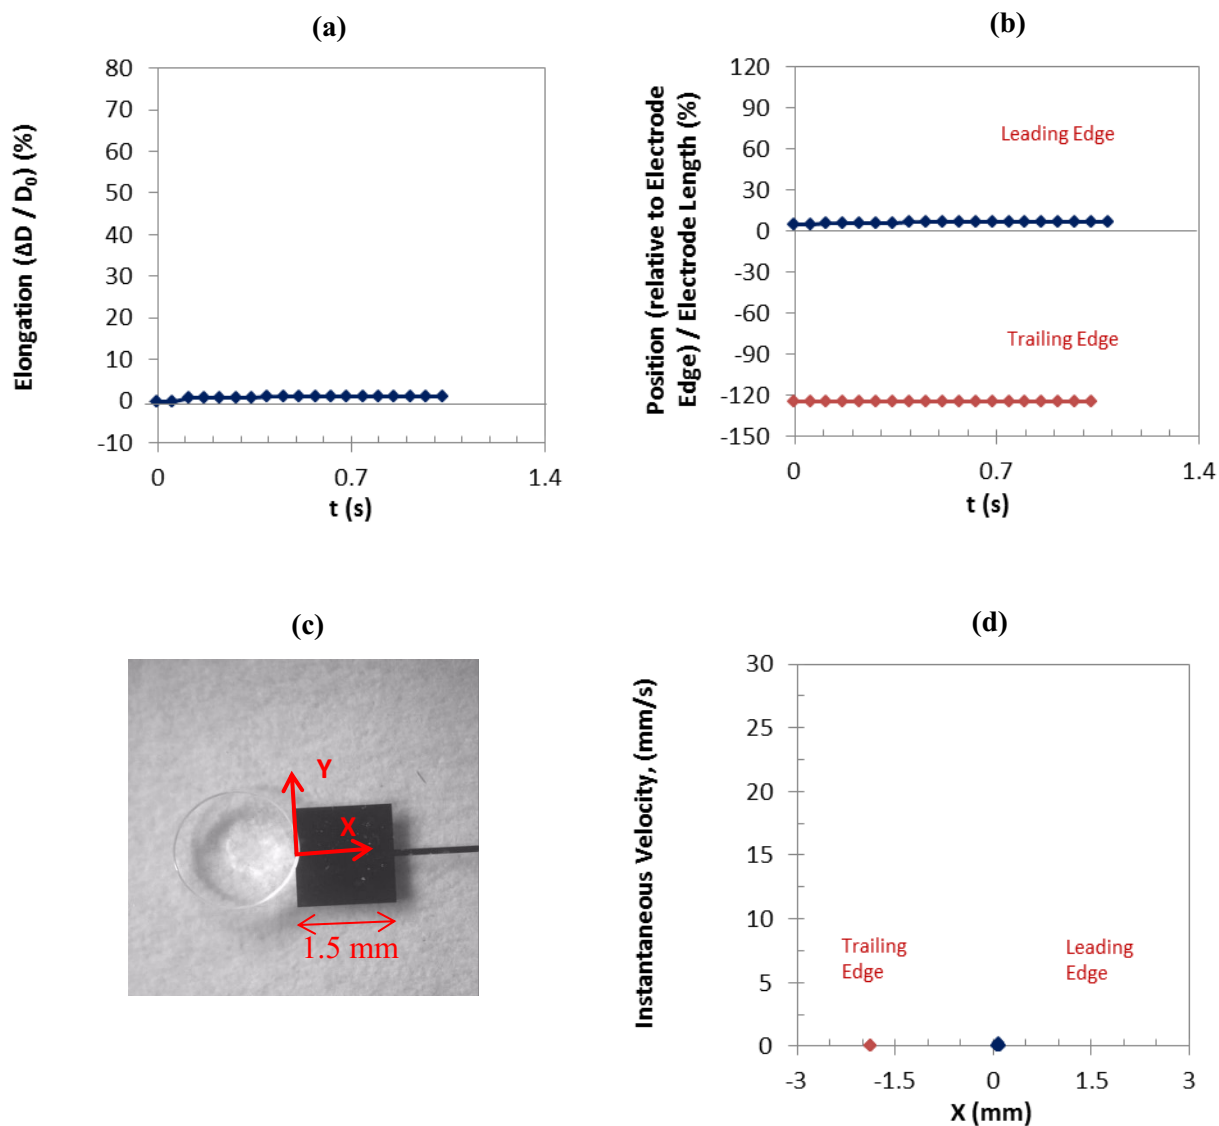 (a)
80
70
60
50
40
30
20
10
0
-10
0 0.7 1.4
t (s)
Elongation (ΔD / D₀) (%)
(b)
120
90
60
30
0
-30
-60
-90
-120
-150
0 0.7 1.4
t (s)
Position (relative to Electrode
Edge) / Electrode Length (%)
Leading Edge
Trailing Edge
(c)
Y
X
1.5 mm
(d)
30
25
20
15
10
5
0
-3 -1.5 0 1.5 3
X (mm)
Instantaneous Velocity, (mm/s)
Trailing
Edge
Leading
Edge